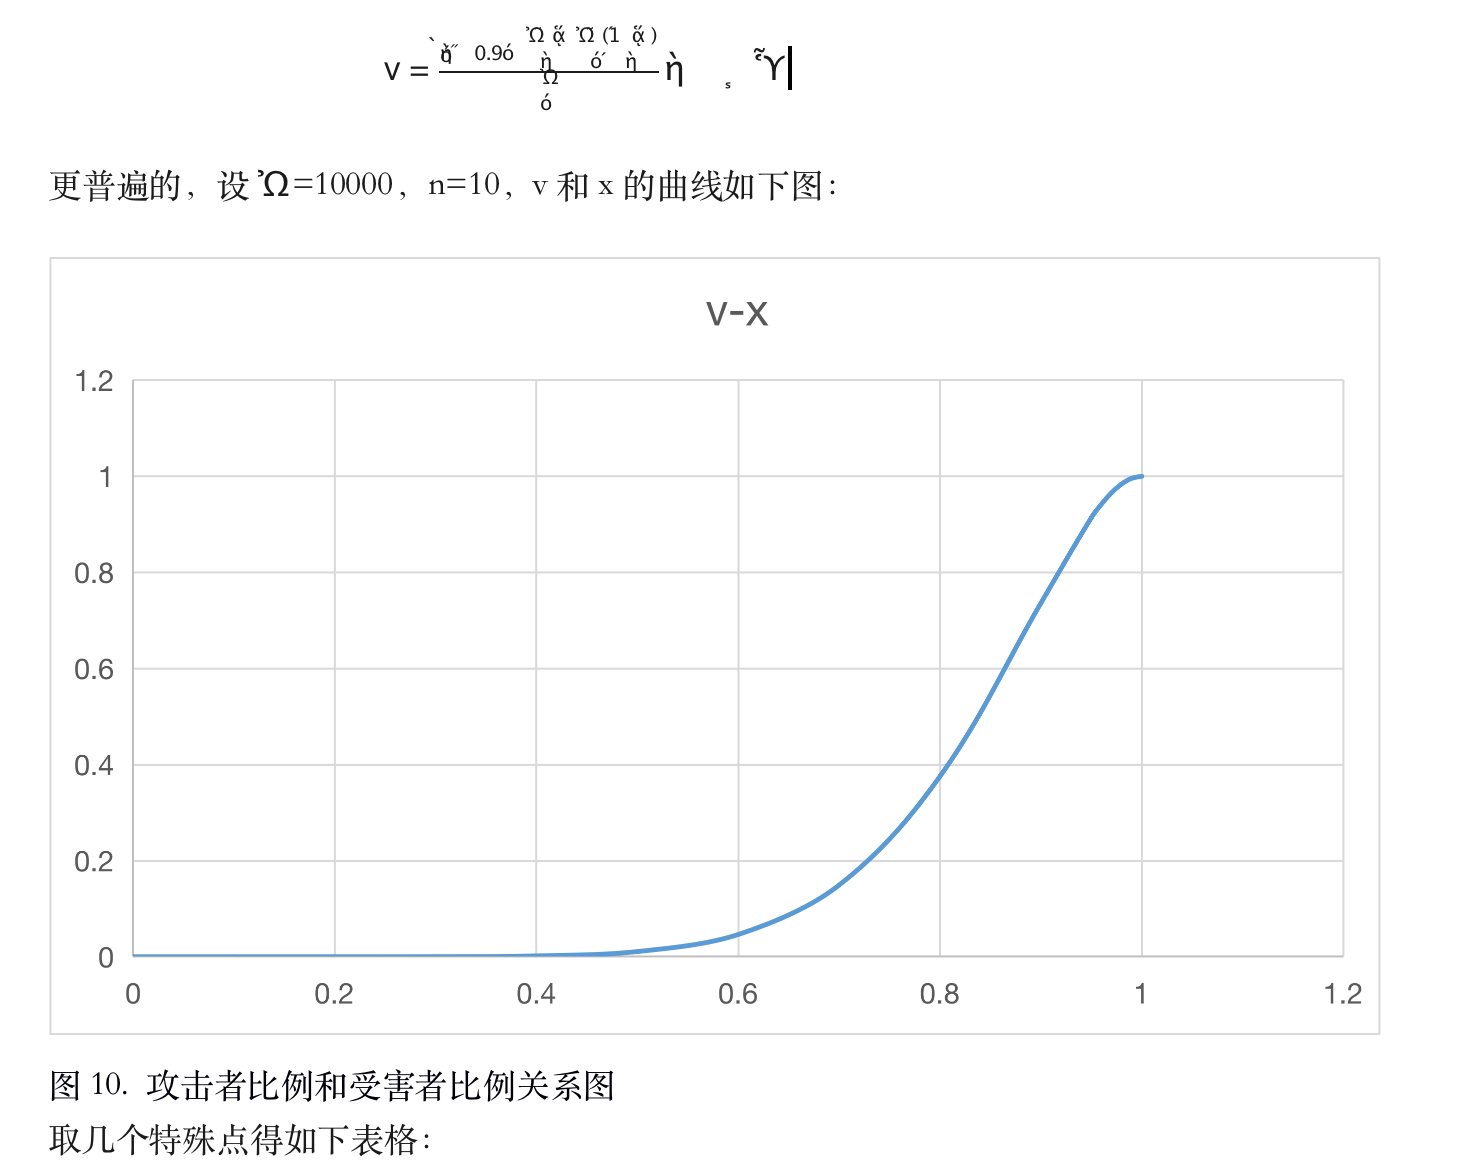 v =
0.9
更普遍的，设 Ὼ=10000，n=10，v 和 x 的曲线如下图：
v-x
1.2
1
0.8
0.6
0.4
0.2
0
0 0.2 0.4 0.6 0.8 1 1.2
图 10. 攻击者比例和受害者比例关系图
取几个特殊点得如下表格：